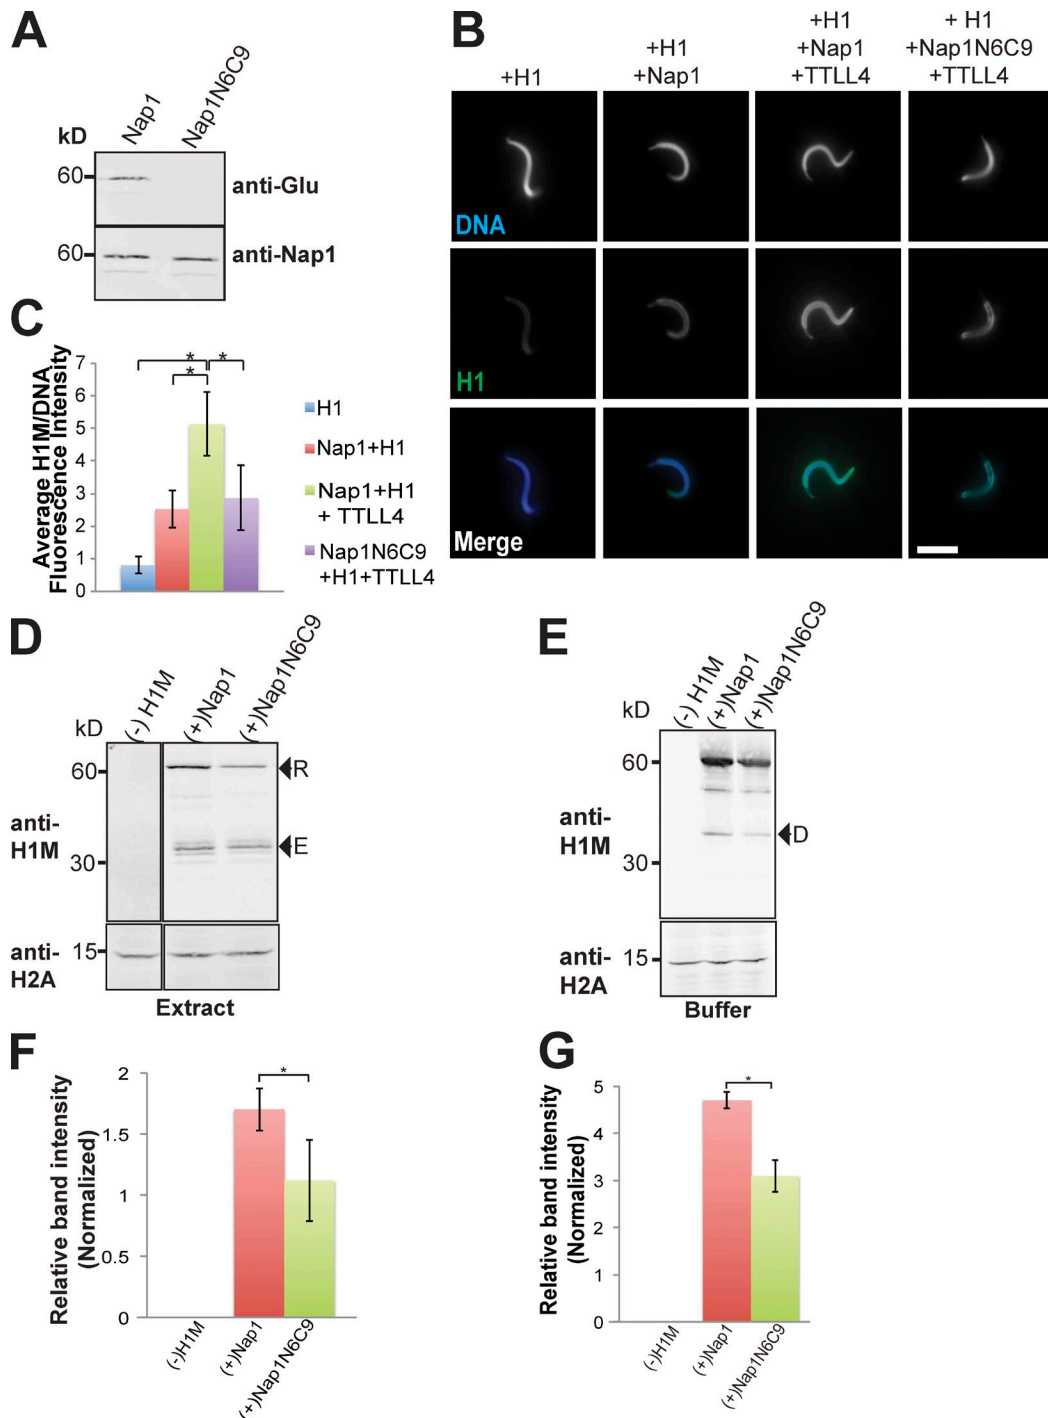 A
kD
Nap1
Nap1N6C9
60
anti-Glu
60
anti-Nap1
B
+H1
+H1
+Nap1
+H1
+Nap1
+TTLL4
+ H1
+Nap1N6C9
+TTLL4
DNA
H1
Merge
C
Average H1M/DNA
Fluorescence Intensity
7
6
5
4
3
2
1
0
*
*
*
H1
Nap1+H1
Nap1+H1
+ TTLL4
Nap1N6C9
+H1+TTLL4
D
kD
(-) H1M
(+)Nap1
(+)Nap1N6C9
60
R
anti-
H1M
E
30
anti-
H2A
15
Extract
E
kD
(-) H1M
(+)Nap1
(+)Nap1N6C9
60
anti-
H1M
D
30
anti-
H2A
15
Buffer
F
Relative band intensity
(Normalized)
2
1.5
1
0.5
0
*
(-)H1M
(+)Nap1
(+)Nap1N6C9
G
Relative band intensity
(Normalized)
5
4
3
2
1
0
*
(-)H1M
(+)Nap1
(+)Nap1N6C9